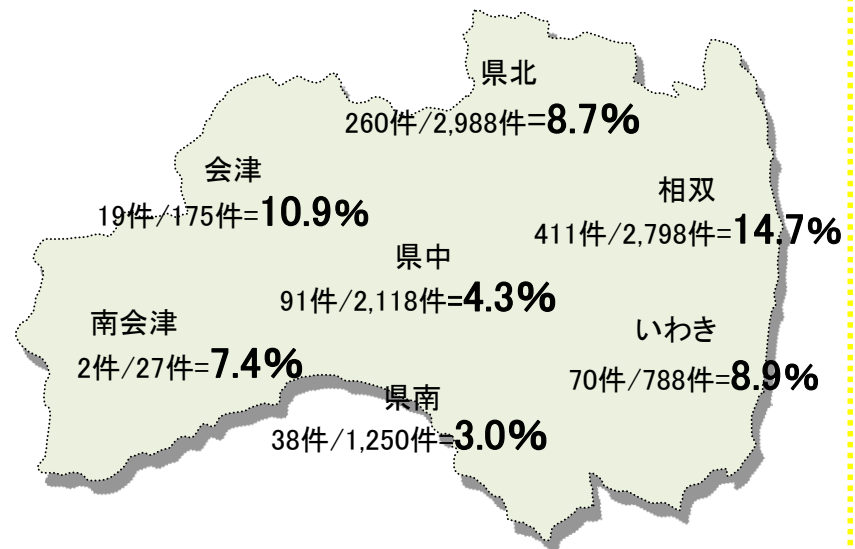 県北
260件/2,988件=8.7%
会津
19件/175件=10.9%
相双
411件/2,798件=14.7%
県中
91件/2,118件=4.3%
南会津
2件/27件=7.4%
いわき
70件/788件=8.9%
県南
38件/1,250件=3.0%